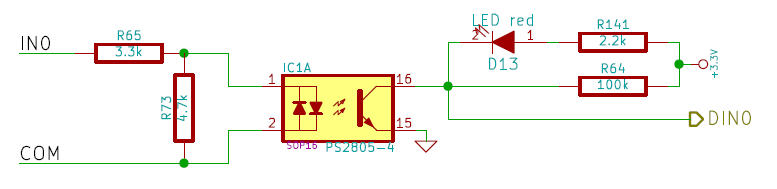 IN0
R65
3.3k
R73
4.7k
COM
IC1A
1
2
16
15
SOP16
PS2805-4
LED red
2
1
D13
R141
2.2k
R64
100k
+3.3V
DIN0